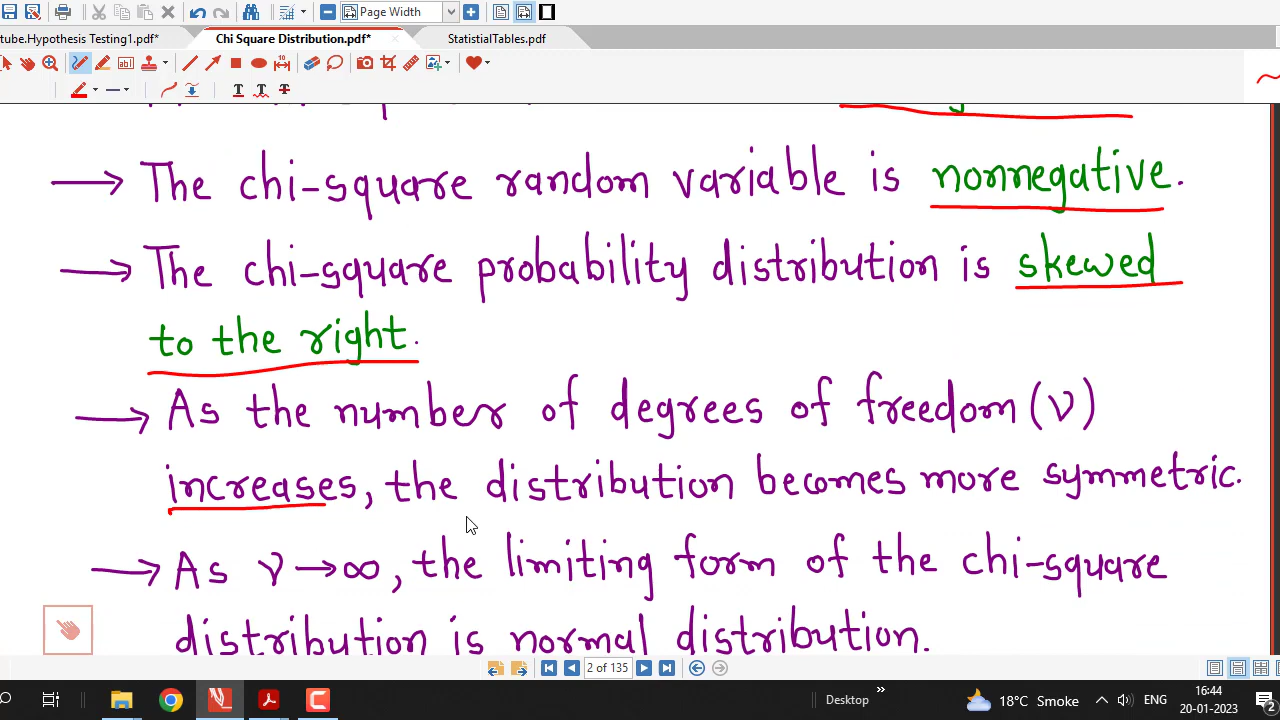 Page Width
tube.Hypothesis Testing1.pdf*
Chi Square Distribution.pdf*
StatistialTables.pdf
→ The chi-square random variable is nonnegative.
→ The chi-square probability distribution is skewed
to the right.
→ As the number of degrees of freedom (ν)
increases, the distribution becomes more symmetric.
→ As ν→∞, the limiting form of the chi-square
distribution is normal distribution.
2 of 135
Desktop
»
18°C Smoke
ENG
16:44
20-01-2023
2